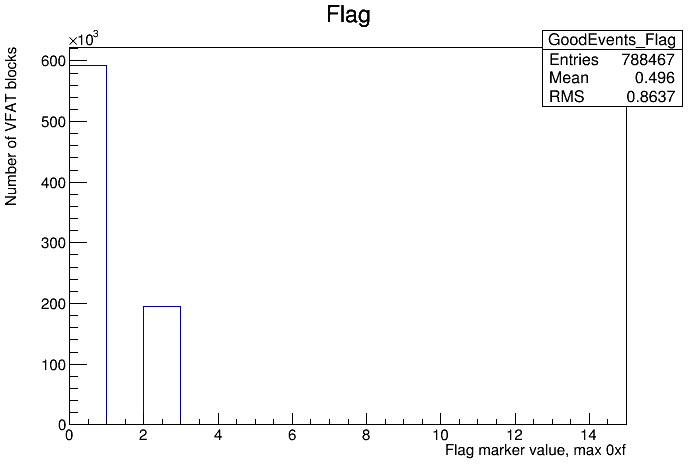 Flag
×10³
GoodEvents_Flag
Entries 788467
Mean 0.496
RMS 0.8637
Number of VFAT blocks
600
500
400
300
200
100
0
0 2 4 6 8 10 12 14
Flag marker value, max 0xf